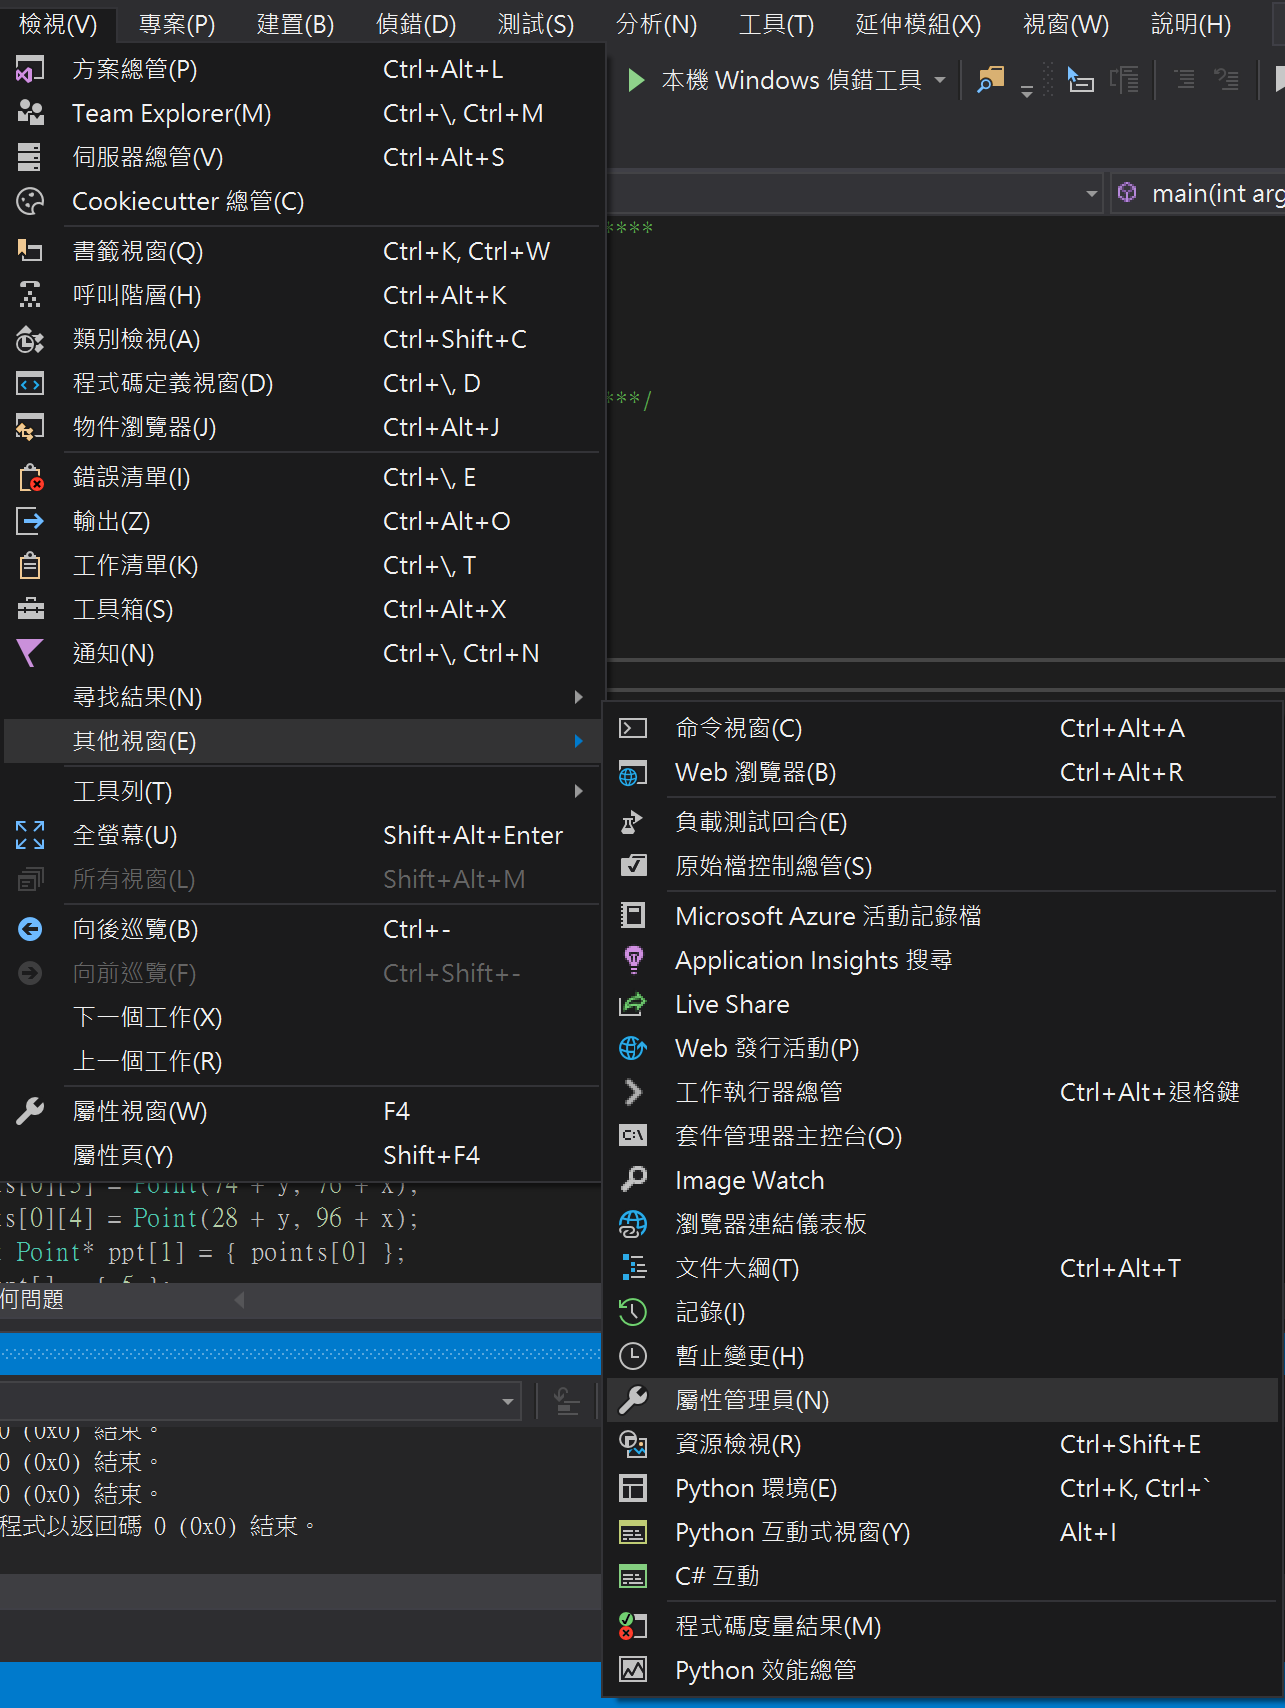 檢視(V) 專案(P) 建置(B) 偵錯(D) 測試(S) 分析(N) 工具(T) 延伸模組(X) 視窗(W) 說明(H)
本機 Windows 偵錯工具
main(int arg
****
***/
方案總管(P) Ctrl+Alt+L
Team Explorer(M) Ctrl+\, Ctrl+M
伺服器總管(V) Ctrl+Alt+S
Cookiecutter 總管(C)
書籤視窗(Q) Ctrl+K, Ctrl+W
呼叫階層(H) Ctrl+Alt+K
類別檢視(A) Ctrl+Shift+C
程式碼定義視窗(D) Ctrl+\, D
物件瀏覽器(J) Ctrl+Alt+J
錯誤清單(I) Ctrl+\, E
輸出(Z) Ctrl+Alt+O
工作清單(K) Ctrl+\, T
工具箱(S) Ctrl+Alt+X
通知(N) Ctrl+\, Ctrl+N
尋找結果(N)
其他視窗(E)
工具列(T)
全螢幕(U) Shift+Alt+Enter
所有視窗(L) Shift+Alt+M
向後巡覽(B) Ctrl+-
向前巡覽(F) Ctrl+Shift+-
下一個工作(X)
上一個工作(R)
屬性視窗(W) F4
屬性頁(Y) Shift+F4
命令視窗(C) Ctrl+Alt+A
Web 瀏覽器(B) Ctrl+Alt+R
負載測試回合(E)
原始檔控制總管(S)
Microsoft Azure 活動記錄檔
Application Insights 搜尋
Live Share
Web 發行活動(P)
工作執行器總管 Ctrl+Alt+退格鍵
套件管理器主控台(O)
C:\
Image Watch
瀏覽器連結儀表板
文件大綱(T) Ctrl+Alt+T
記錄(I)
暫止變更(H)
屬性管理員(N)
資源檢視(R) Ctrl+Shift+E
Python 環境(E) Ctrl+K, Ctrl+`
Python 互動式視窗(Y) Alt+I
C# 互動
程式碼度量結果(M)
Python 效能總管
s[0][3] = Point(74 + y, 76 + x);
s[0][4] = Point(28 + y, 96 + x);
Point* ppt[1] = { points[0] };
何問題
0 (0x0) 結束。
0 (0x0) 結束。
0 (0x0) 結束。
程式以返回碼 0 (0x0) 結束。